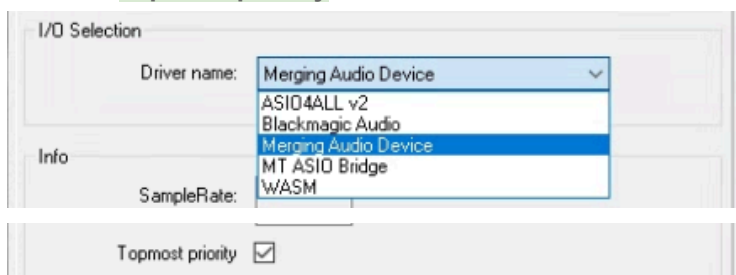 I/O Selection
Driver name: Merging Audio Device
ASIO4ALL v2
Blackmagic Audio
Merging Audio Device
MT ASIO Bridge
WASM
Info
SampleRate:
Topmost priority